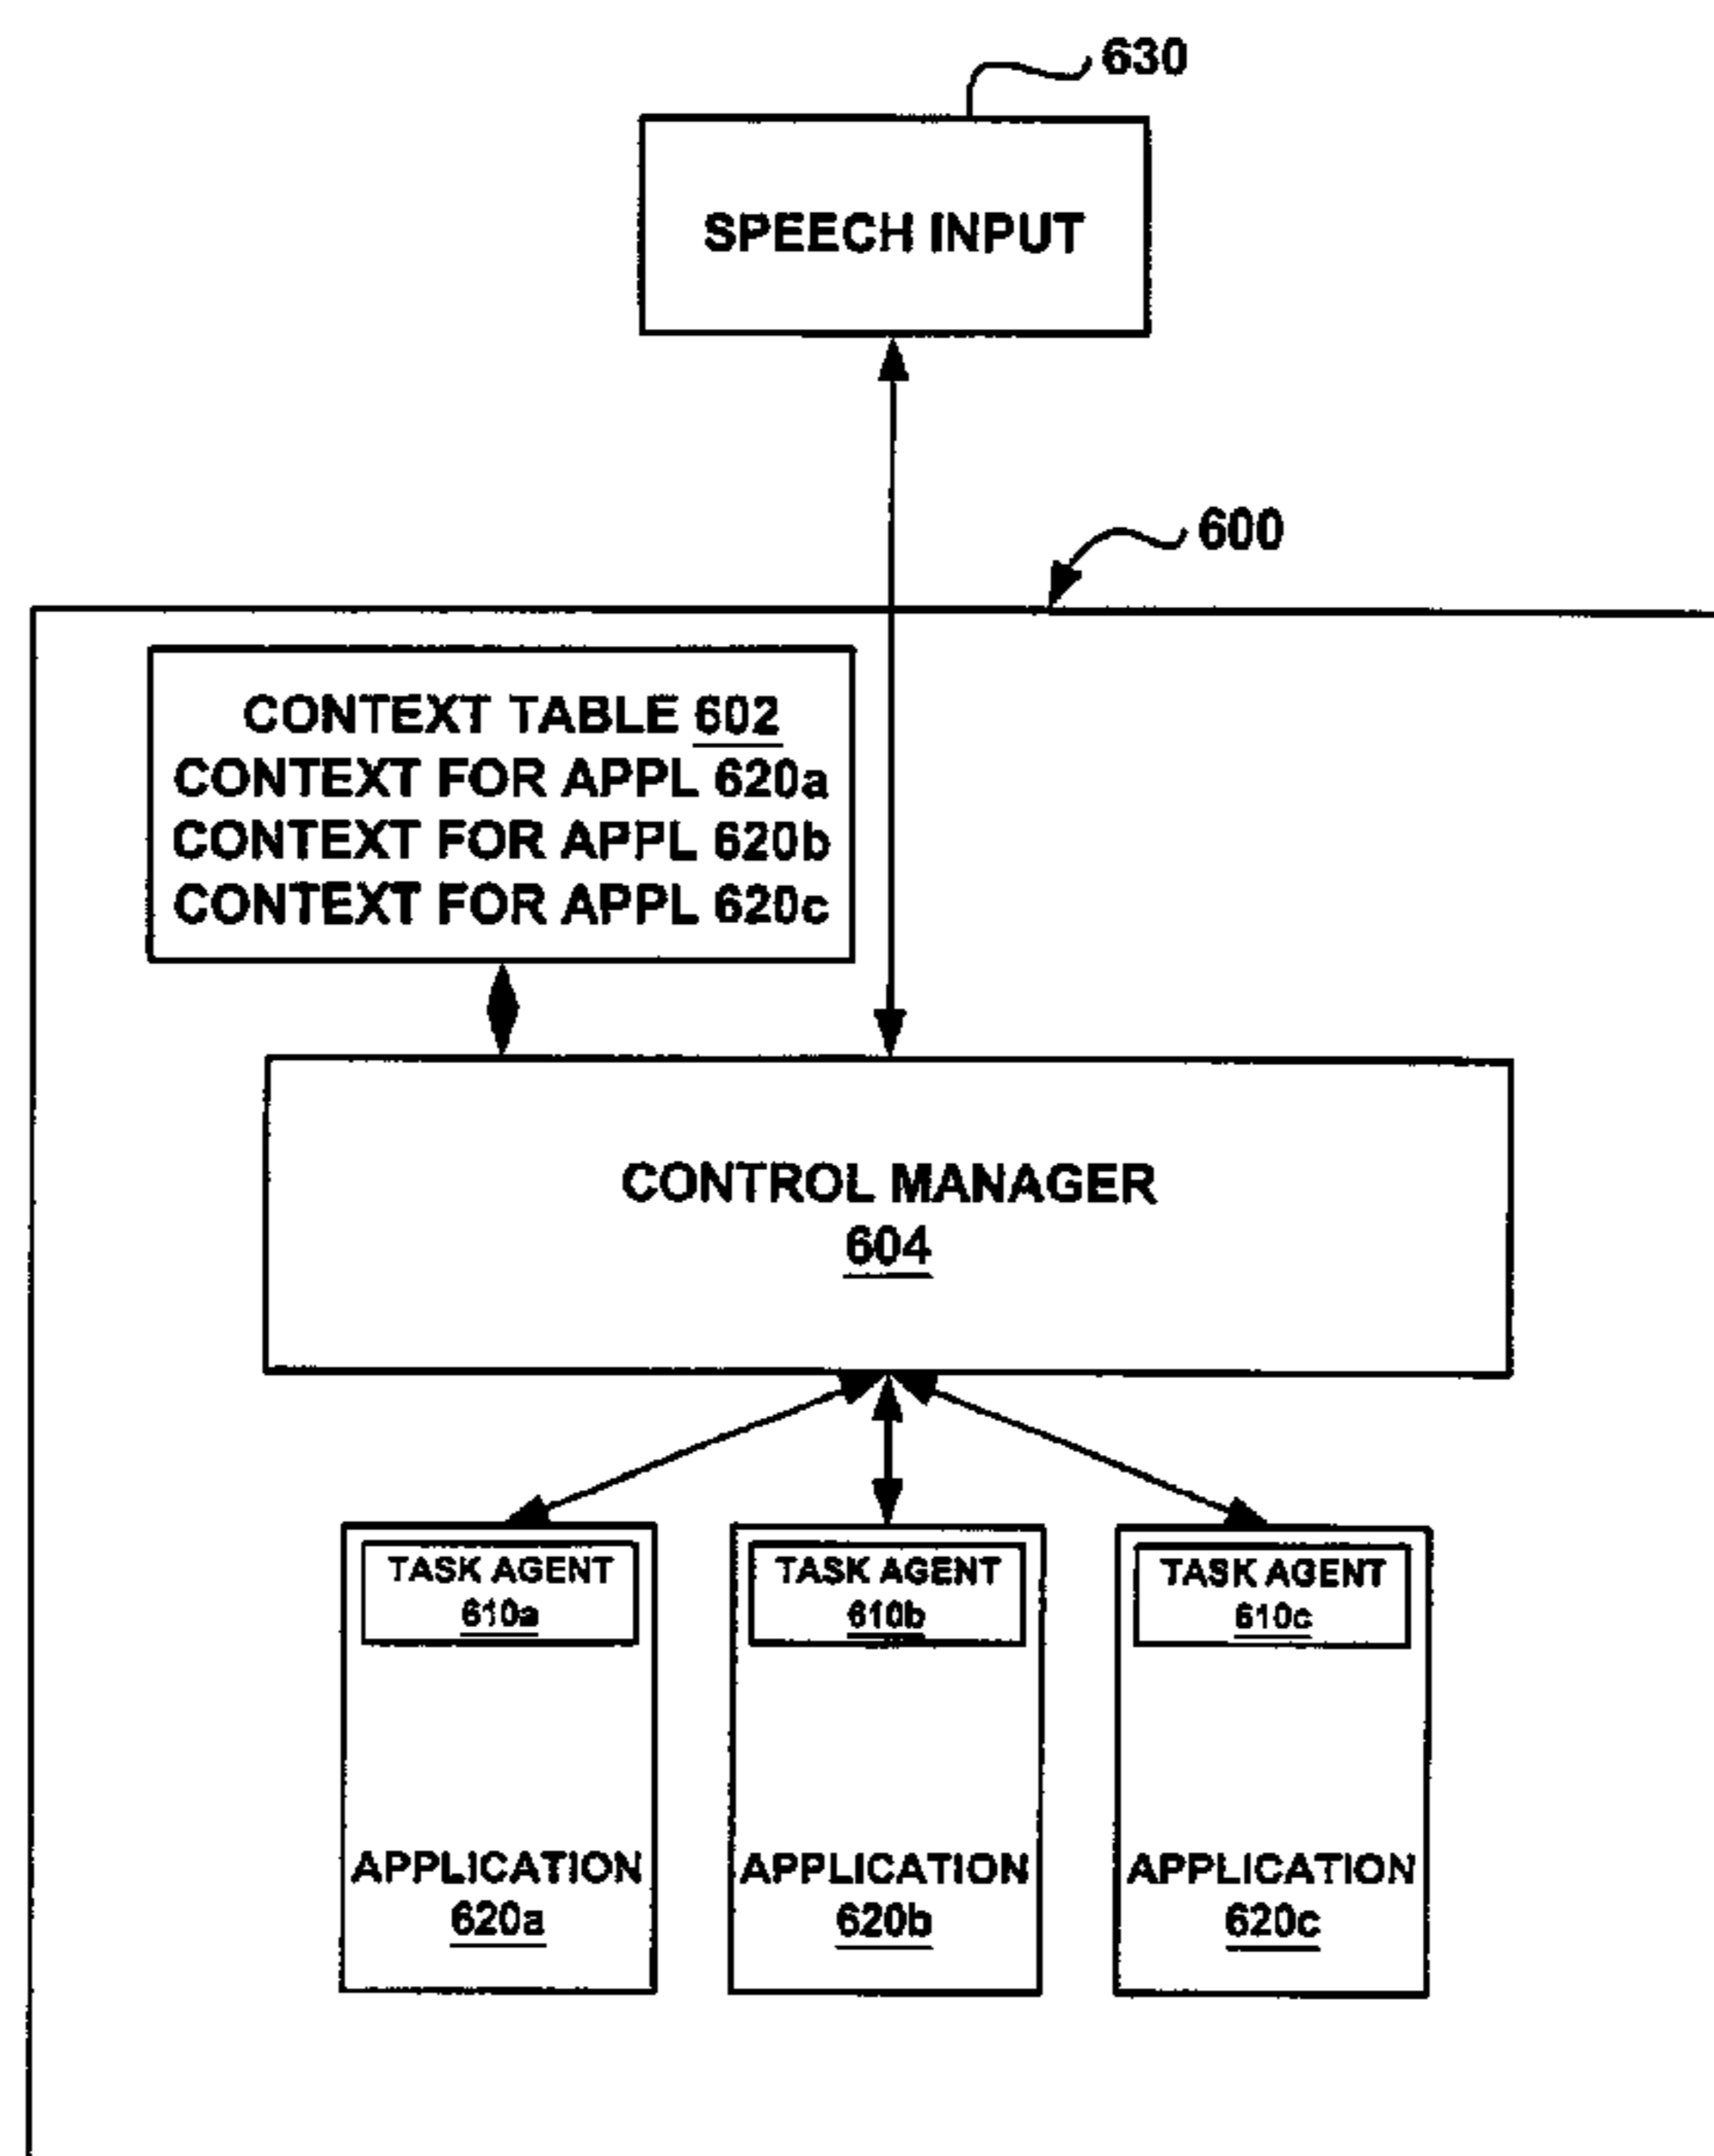 630
SPEECH INPUT
600
CONTEXT TABLE 602
CONTEXT FOR APPL 620a
CONTEXT FOR APPL 620b
CONTEXT FOR APPL 620c
CONTROL MANAGER
604
TASK AGENT
610a
APPLICATION
620a
TASK AGENT
610b
APPLICATION
620b
TASK AGENT
610c
APPLICATION
620c